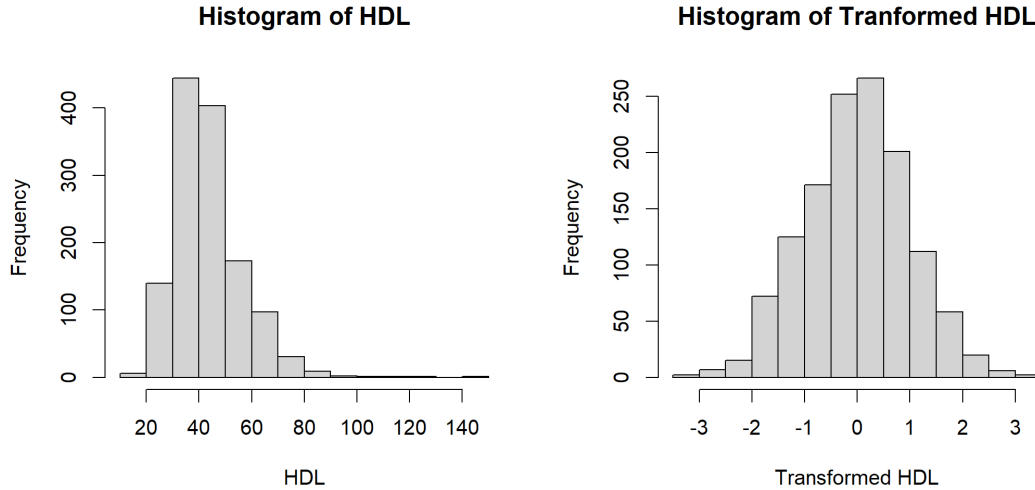 Histogram of HDL
Frequency
0
100
200
300
400
20 40 60 80 100 120 140
HDL
Histogram of Tranformed HDL
Frequency
0
50
100
150
200
250
-3 -2 -1 0 1 2 3
Transformed HDL